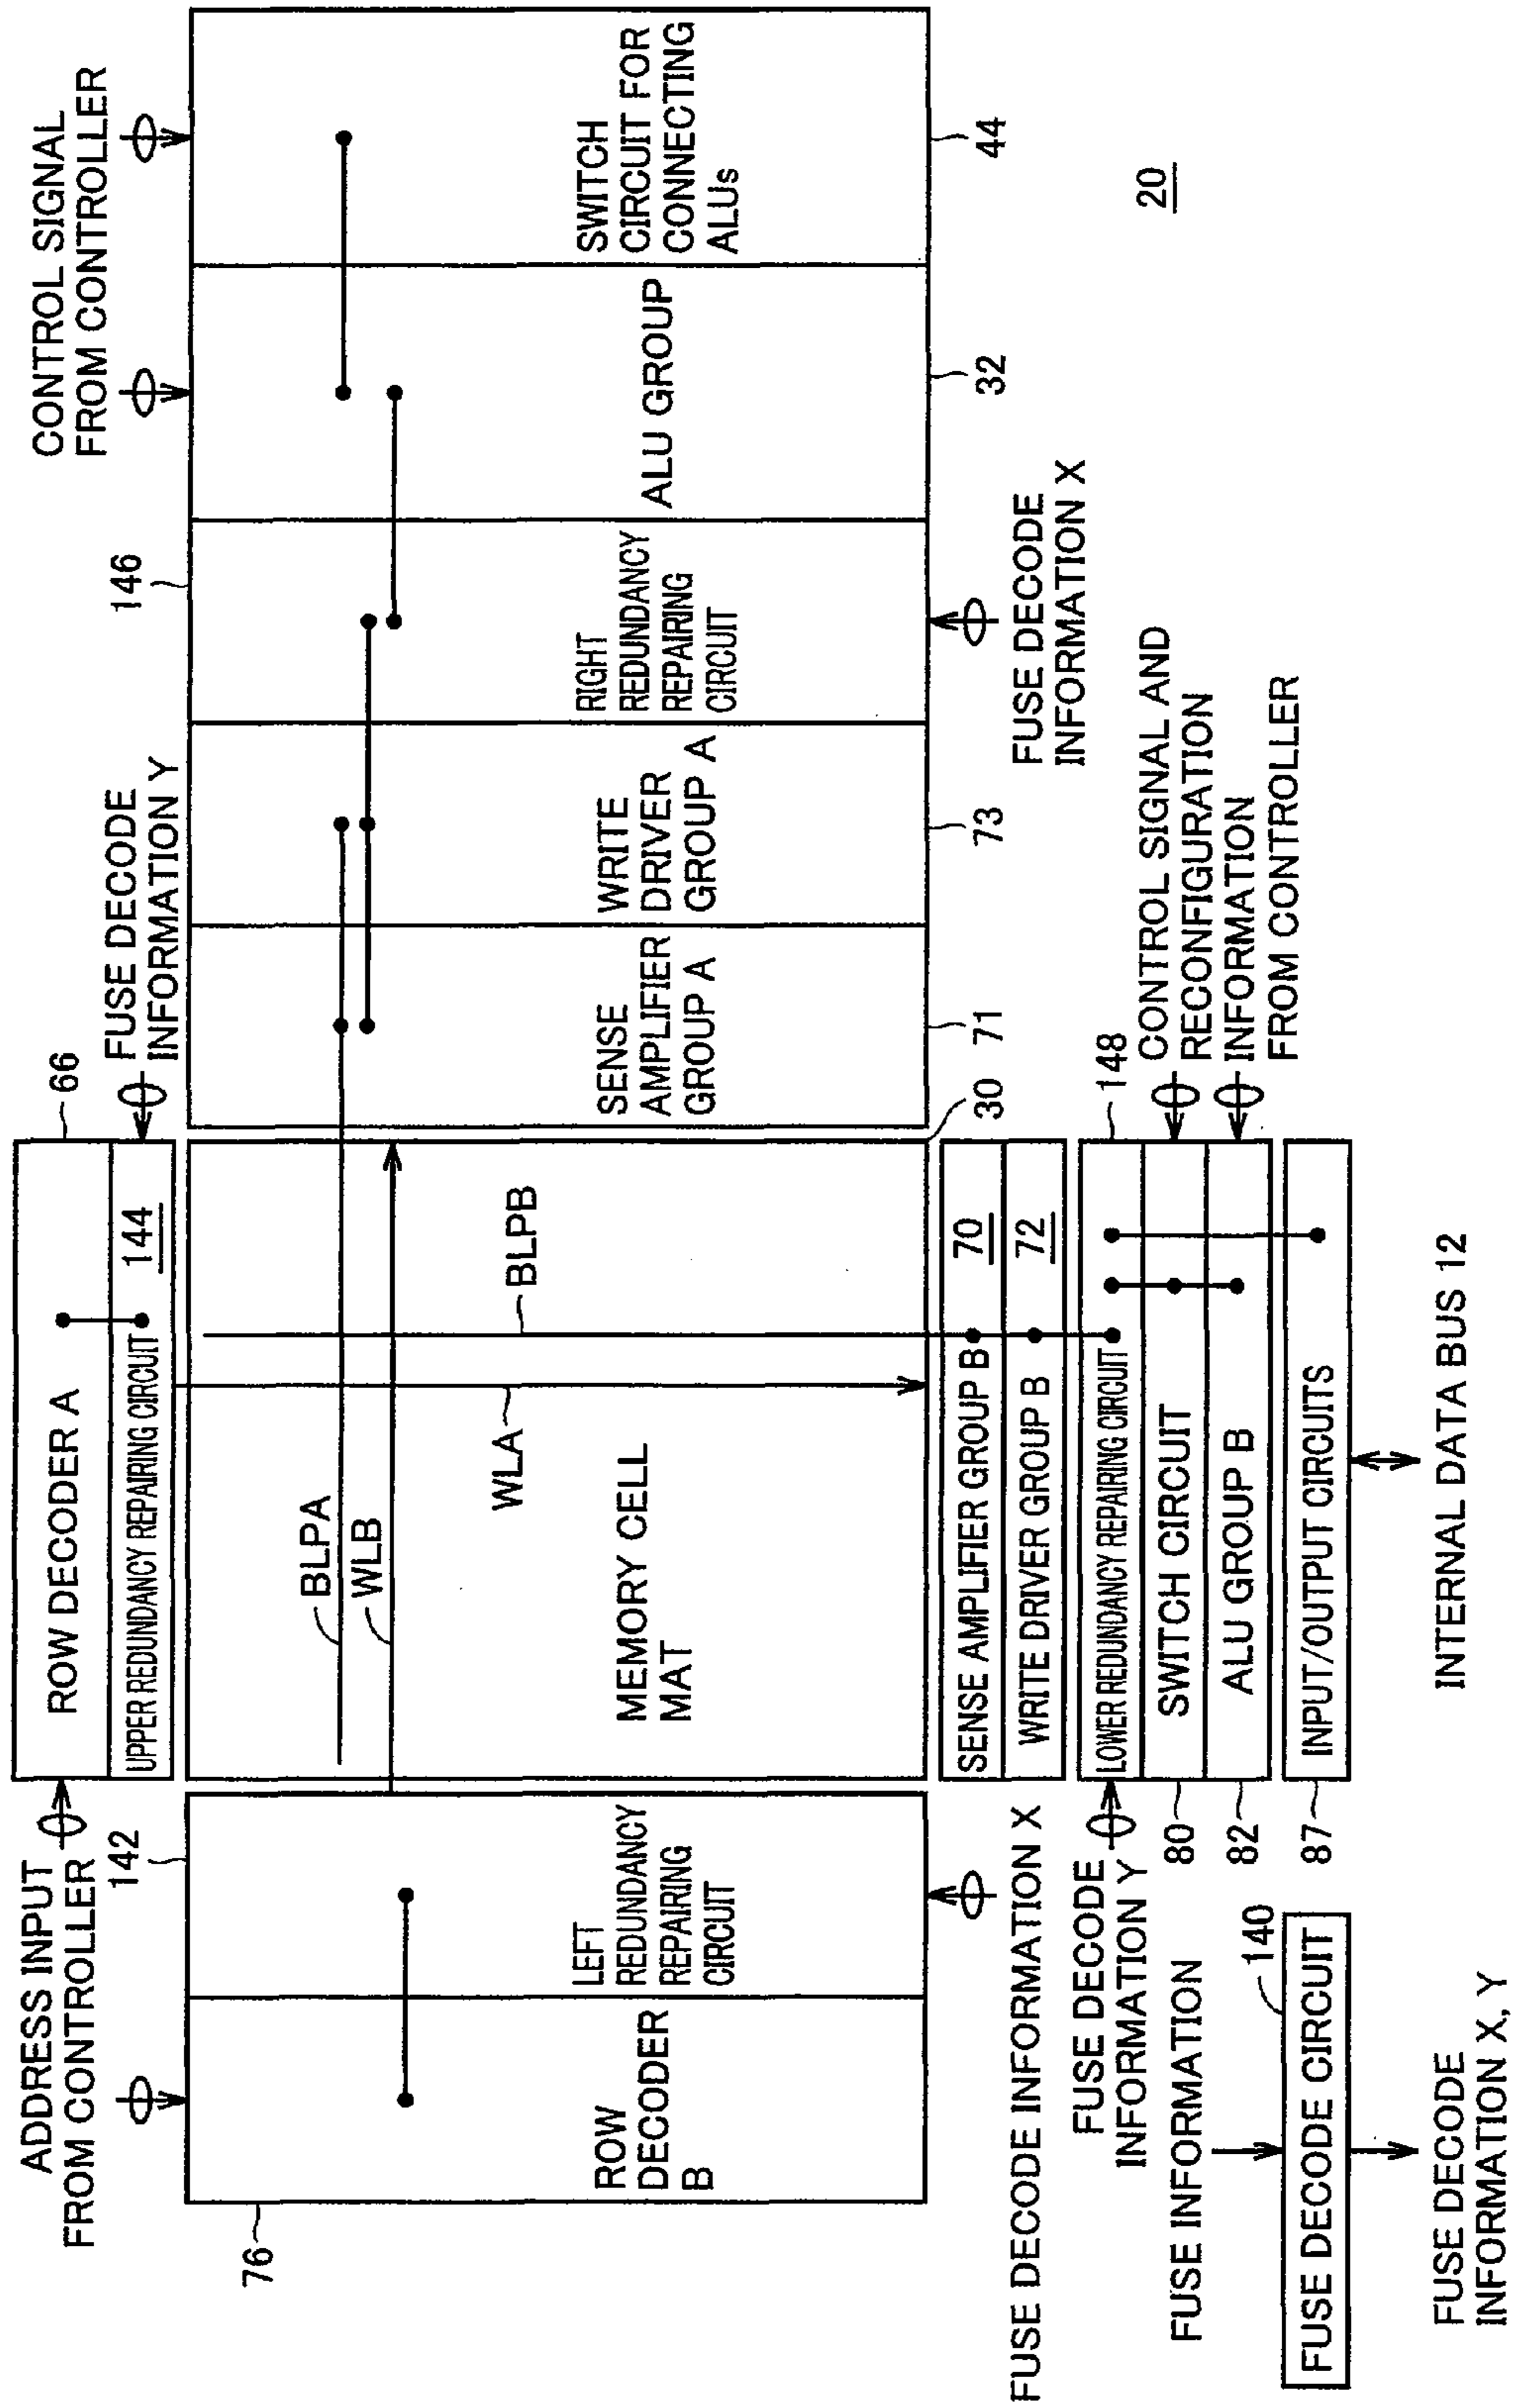 ADDRESS INPUT
FROM CONTROLLER
76
142
ROW
DECODER
B
LEFT
REDUNDANCY
REPAIRING
CIRCUIT
FUSE DECODE INFORMATION X
ROW DECODER A
66
UPPER REDUNDANCY REPAIRING CIRCUIT
144
FUSE DECODE
INFORMATION Y
BLPA
WLB
WLA
BLPB
MEMORY CELL
MAT
30
SENSE AMPLIFIER GROUP B
70
WRITE DRIVER GROUP B
72
LOWER REDUNDANCY REPAIRING CIRCUIT
148
SWITCH CIRCUIT
80
ALU GROUP B
82
INPUT/OUTPUT CIRCUITS
87
FUSE DECODE
INFORMATION Y
CONTROL SIGNAL AND
RECONFIGURATION
INFORMATION
FROM CONTROLLER
INTERNAL DATA BUS 12
SENSE
AMPLIFIER
GROUP A
71
WRITE
DRIVER
GROUP A
73
146
RIGHT
REDUNDANCY
REPAIRING
CIRCUIT
FUSE DECODE
INFORMATION X
CONTROL SIGNAL
FROM CONTROLLER
ALU GROUP
32
SWITCH
CIRCUIT FOR
CONNECTING
ALUs
44
20
FUSE INFORMATION
140
FUSE DECODE CIRCUIT
FUSE DECODE
INFORMATION X, Y